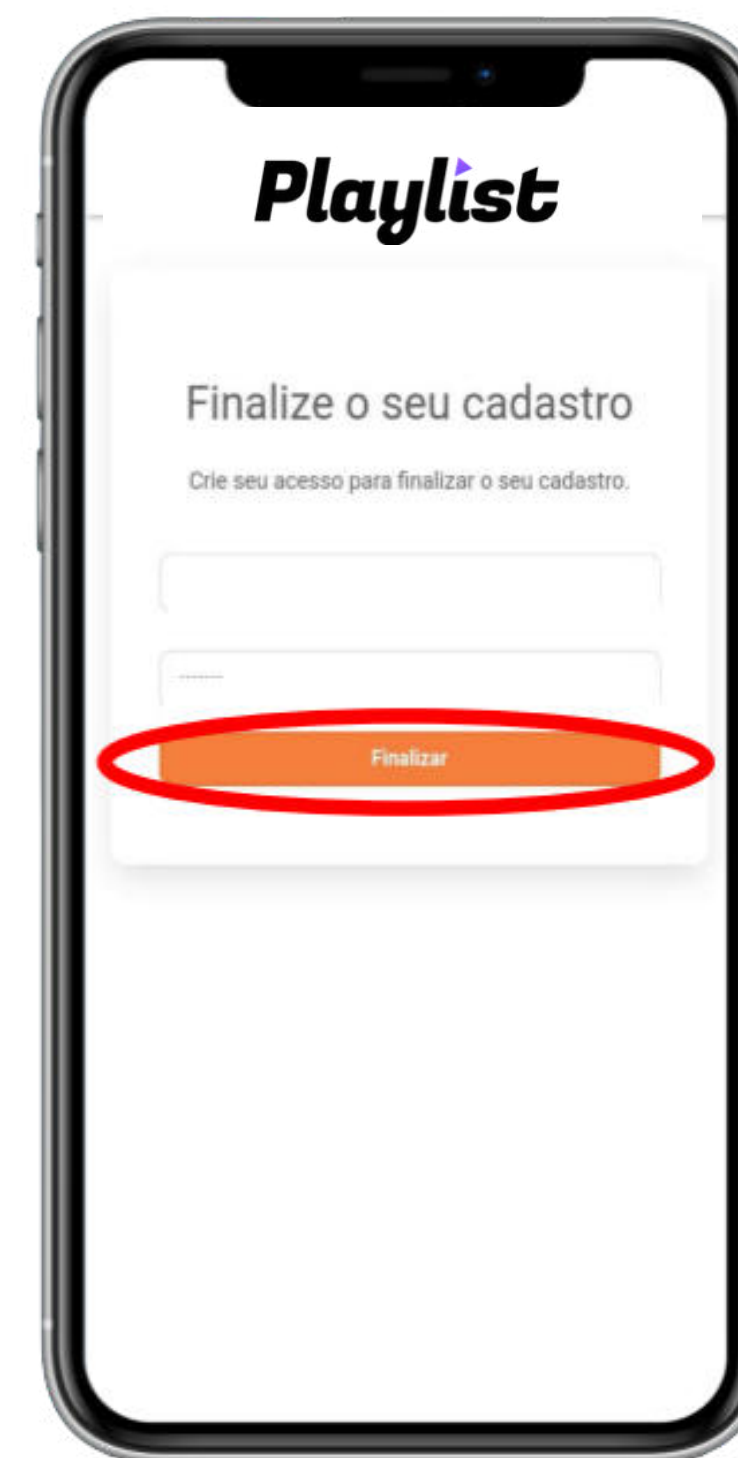 Playlist
Finalize o seu cadastro
Crie seu acesso para finalizar o seu cadastro.
Finalizar